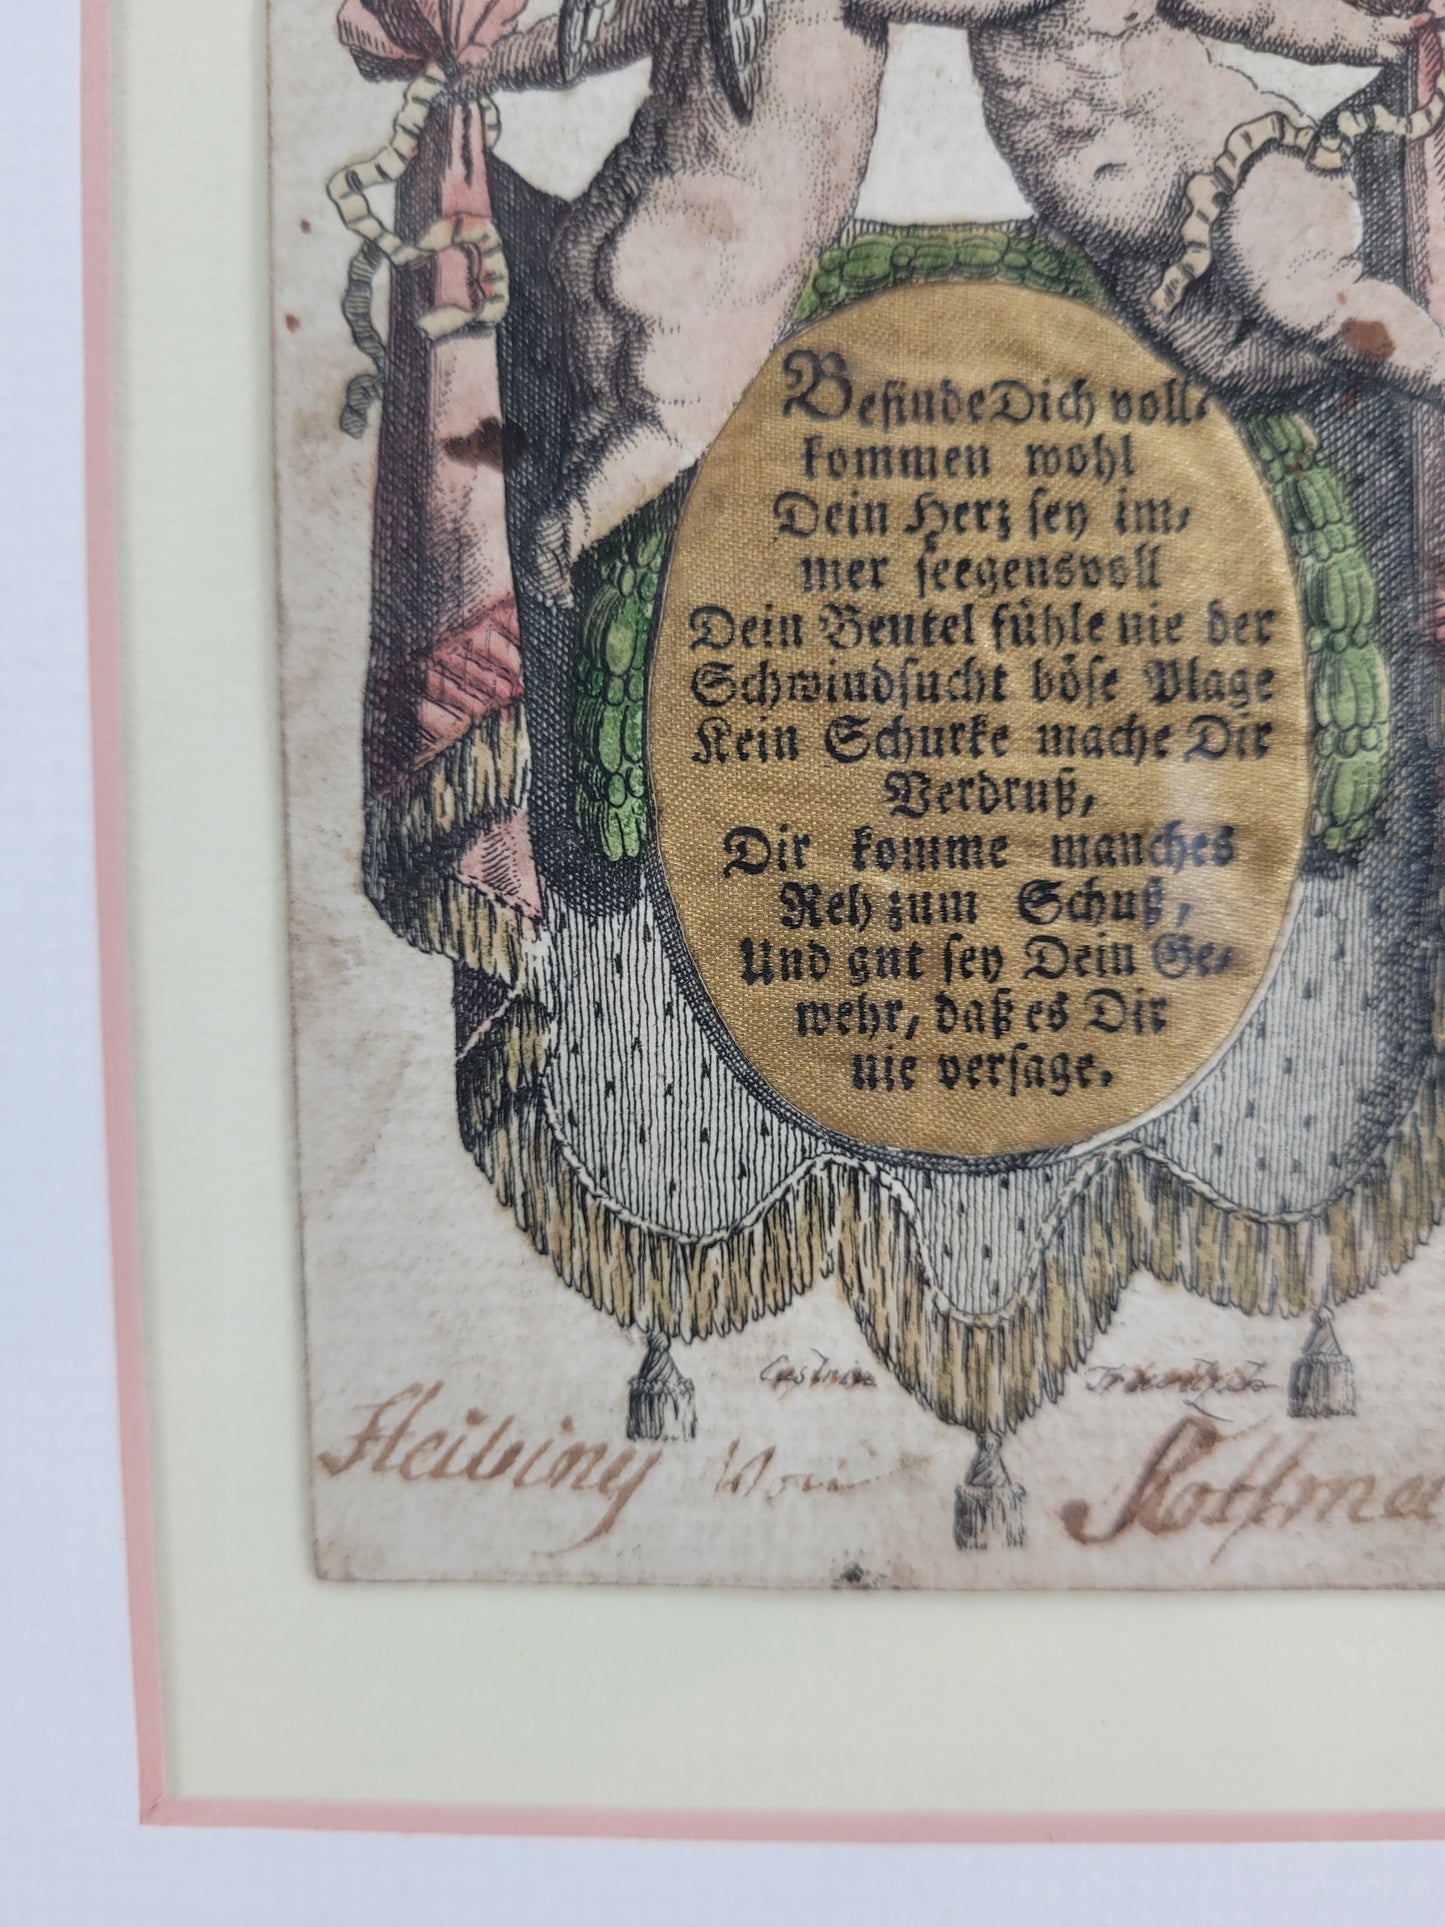 Befinde Dich voll⸗
kommen wohl
Dein Herz sey im⸗
mer seegensvoll
Dein Beutel fühle nie der
Schwindsucht böse Plage
Kein Schurke mache Dir
Verdruß,
Dir komme manches
Reh zum Schuß,
Und gut sey Dein Ge⸗
wehr, daß es Dir
nie versage.